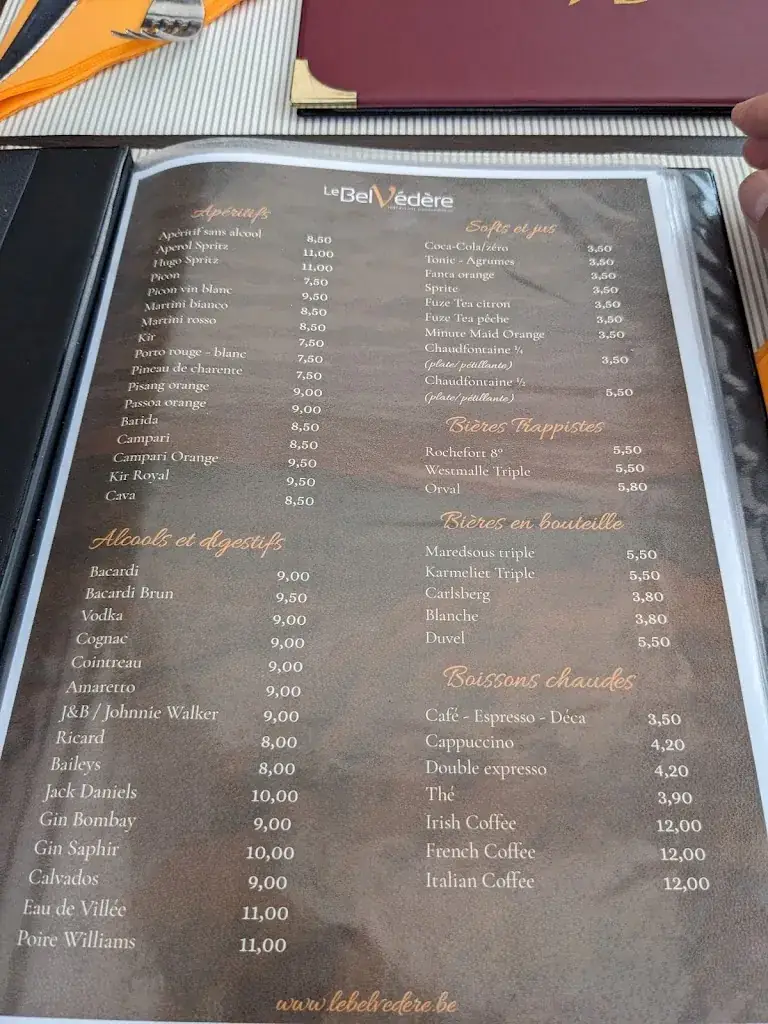 Le BelVédère
Apéritifs
Apéritif sans alcool 8,50
Aperol Spritz 11,00
Hugo Spritz 11,00
Picon 7,50
Picon vin blanc 9,50
Martini bianco 8,50
Martini rosso 8,50
Kir 7,50
Porto rouge - blanc 7,50
Pineau de charente 7,50
Pisang orange 9,00
Passoa orange 9,00
Batida 8,50
Campari 8,50
Campari Orange 9,50
Kir Royal 9,50
Cava 8,50
Alcools et digestifs
Bacardi 9,00
Bacardi Brun 9,50
Vodka 9,00
Cognac 9,00
Cointreau 9,00
Amaretto 9,00
J&B / Johnnie Walker 9,00
Ricard 8,00
Baileys 8,00
Jack Daniels 10,00
Gin Bombay 9,00
Gin Saphir 10,00
Calvados 9,00
Eau de Villée 11,00
Poire Williams 11,00
Softs et jus
Coca-Cola/zéro 3,50
Tonic - Agrumes 3,50
Fanta orange 3,50
Sprite 3,50
Fuze Tea citron 3,50
Fuze Tea pêche 3,50
Minute Maid Orange 3,50
Chaudfontaine ¼
(plate/pétillante) 3,50
Chaudfontaine ½
(plate/pétillante) 5,50
Bières Trappistes
Rochefort 8° 5,50
Westmalle Triple 5,50
Orval 5,80
Bières en bouteille
Maredsous triple 5,50
Karmeliet Triple 5,50
Carlsberg 3,80
Blanche 3,80
Duvel 5,50
Boissons chaudes
Café - Espresso - Déca 3,50
Cappuccino 4,20
Double expresso 4,20
Thé 3,90
Irish Coffee 12,00
French Coffee 12,00
Italian Coffee 12,00
www.lebelvedere.be